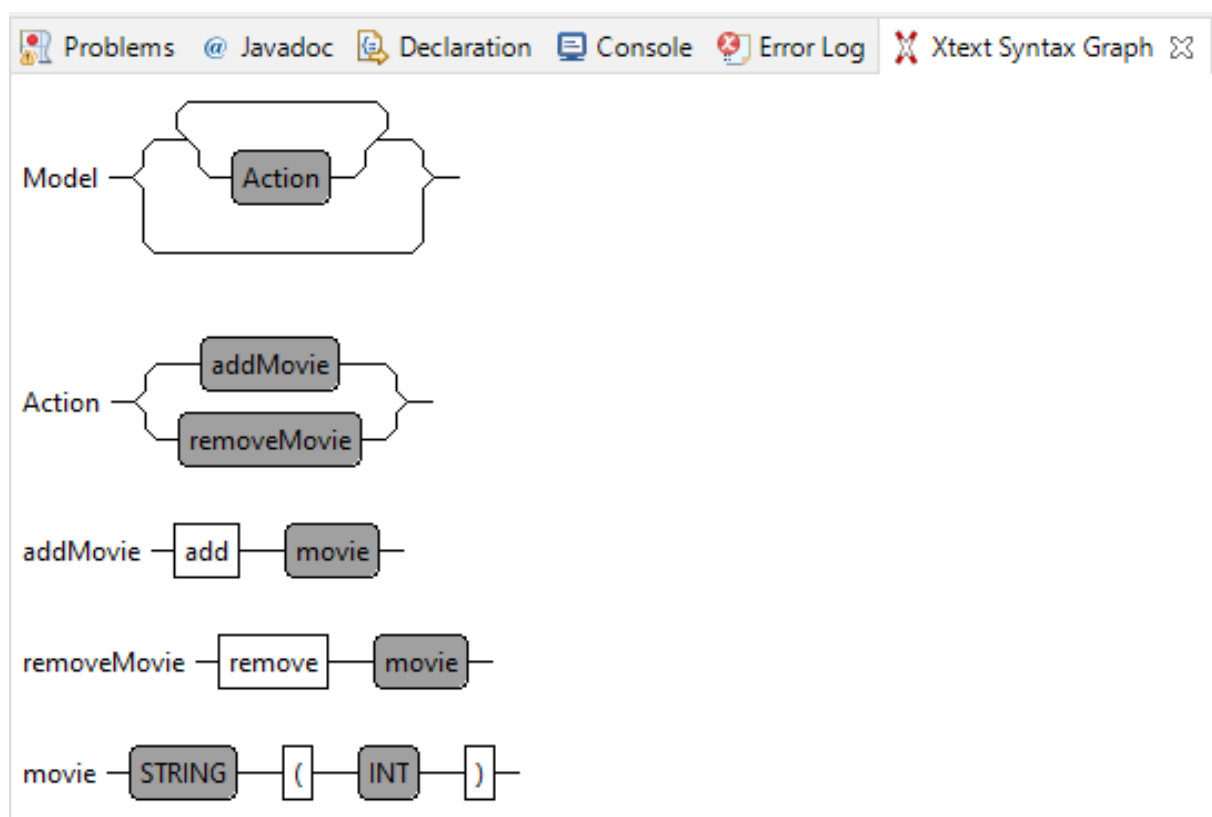 Problems @ Javadoc Declaration Console Error Log Xtext Syntax Graph
Model Action
addMovie
Action
removeMovie
addMovie add movie
removeMovie remove movie
movie STRING ( INT )